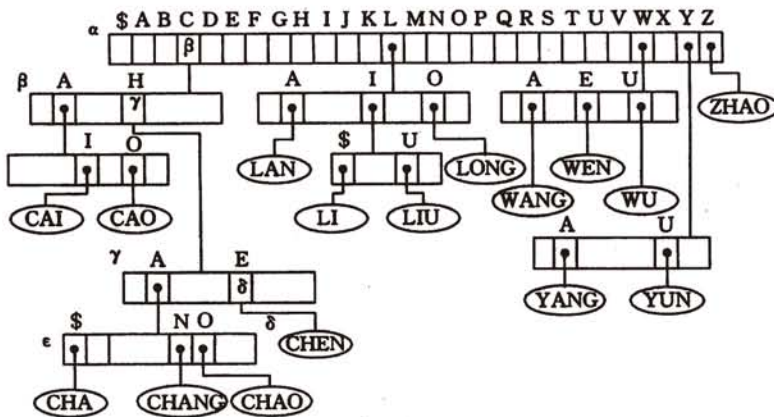 $ A B C D E F G H I J K L M N O P Q R S T U V W X Y Z
α
β
β A H
γ
A I O
A E U
ZHAO
I O
$ U
LAN
LONG
WEN
WANG
WU
CAI
CAO
LI
LIU
A U
γ A E
δ
YANG
YUN
$ N O
δ
CHEN
ε
CHA
CHANG
CHAO